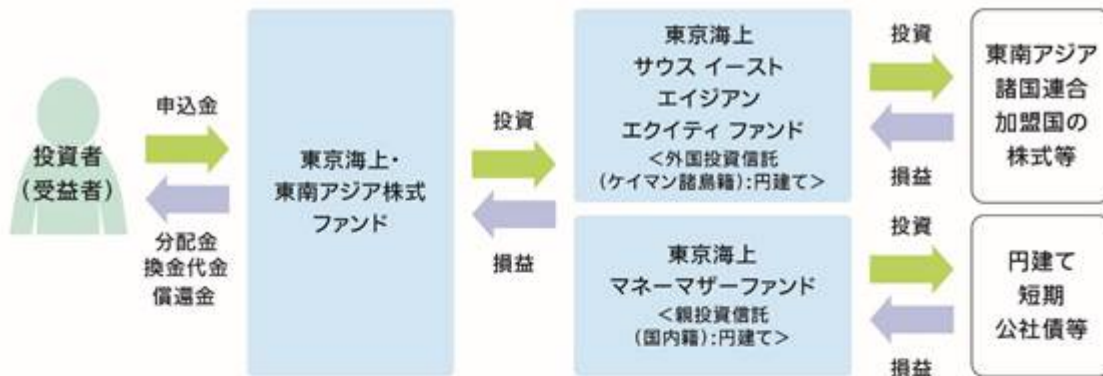 投資者
(受益者)
申込金
分配金
換金代金
償還金
東京海上・
東南アジア株式
ファンド
投資
損益
東京海上
サウス イースト
エイジアン
エクイティ ファンド
<外国投資信託
(ケイマン諸島籍):円建て>
投資
損益
東南アジア
諸国連合
加盟国の
株式等
東京海上
マネーマザーファンド
<親投資信託
(国内籍):円建て>
投資
損益
円建て
短期
公社債等